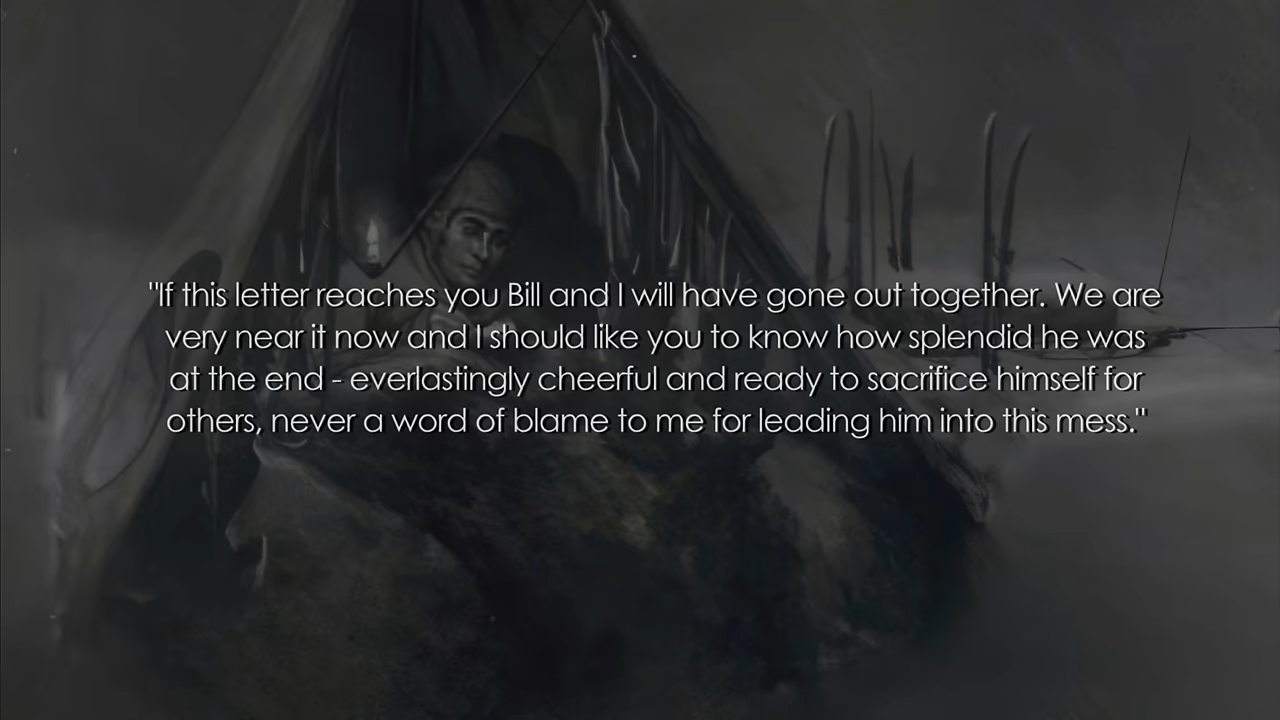 "If this letter reaches you Bill and I will have gone out together. We are
very near it now and I should like you to know how splendid he was
at the end - everlastingly cheerful and ready to sacrifice himself for
others, never a word of blame to me for leading him into this mess."